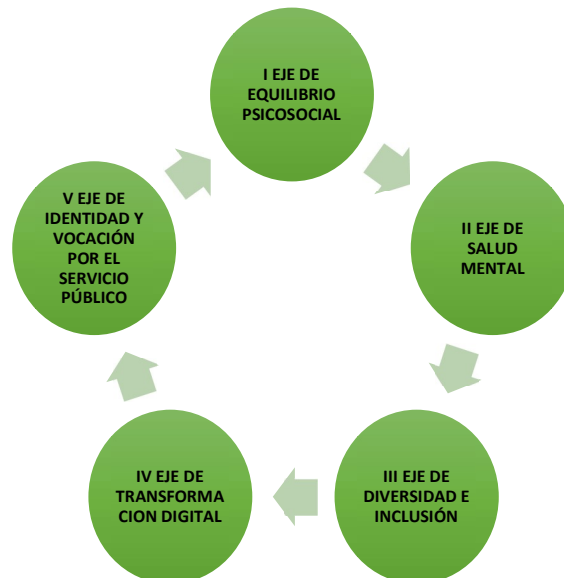 I EJE DE
EQUILIBRIO
PSICOSOCIAL
II EJE DE
SALUD
MENTAL
III EJE DE
DIVERSIDAD E
INCLUSIÓN
IV EJE DE
TRANSFORMA
CION DIGITAL
V EJE DE
IDENTIDAD Y
VOCACIÓN
POR EL
SERVICIO
PÚBLICO